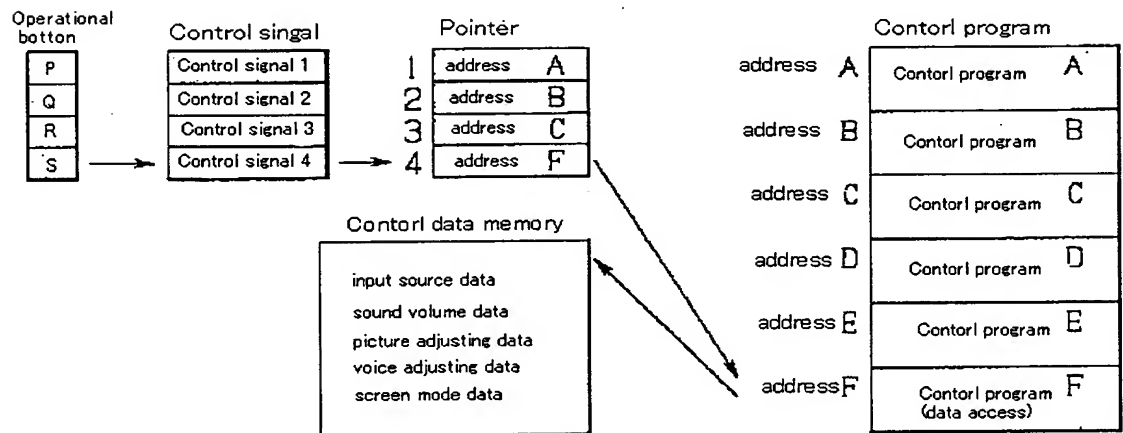 Operational
botton
P
Q
R
S
Control singal
Control signal 1
Control signal 2
Control signal 3
Control signal 4
Pointer
1 address A
2 address B
3 address C
4 address F
Contorl data memory
input source data
sound volume data
picture adjusting data
voice adjusting data
screen mode data
Contorl program
address A Contorl program A
address B Contorl program B
address C Contorl program C
address D Contorl program D
address E Contorl program E
address F Contorl program F
(data access)